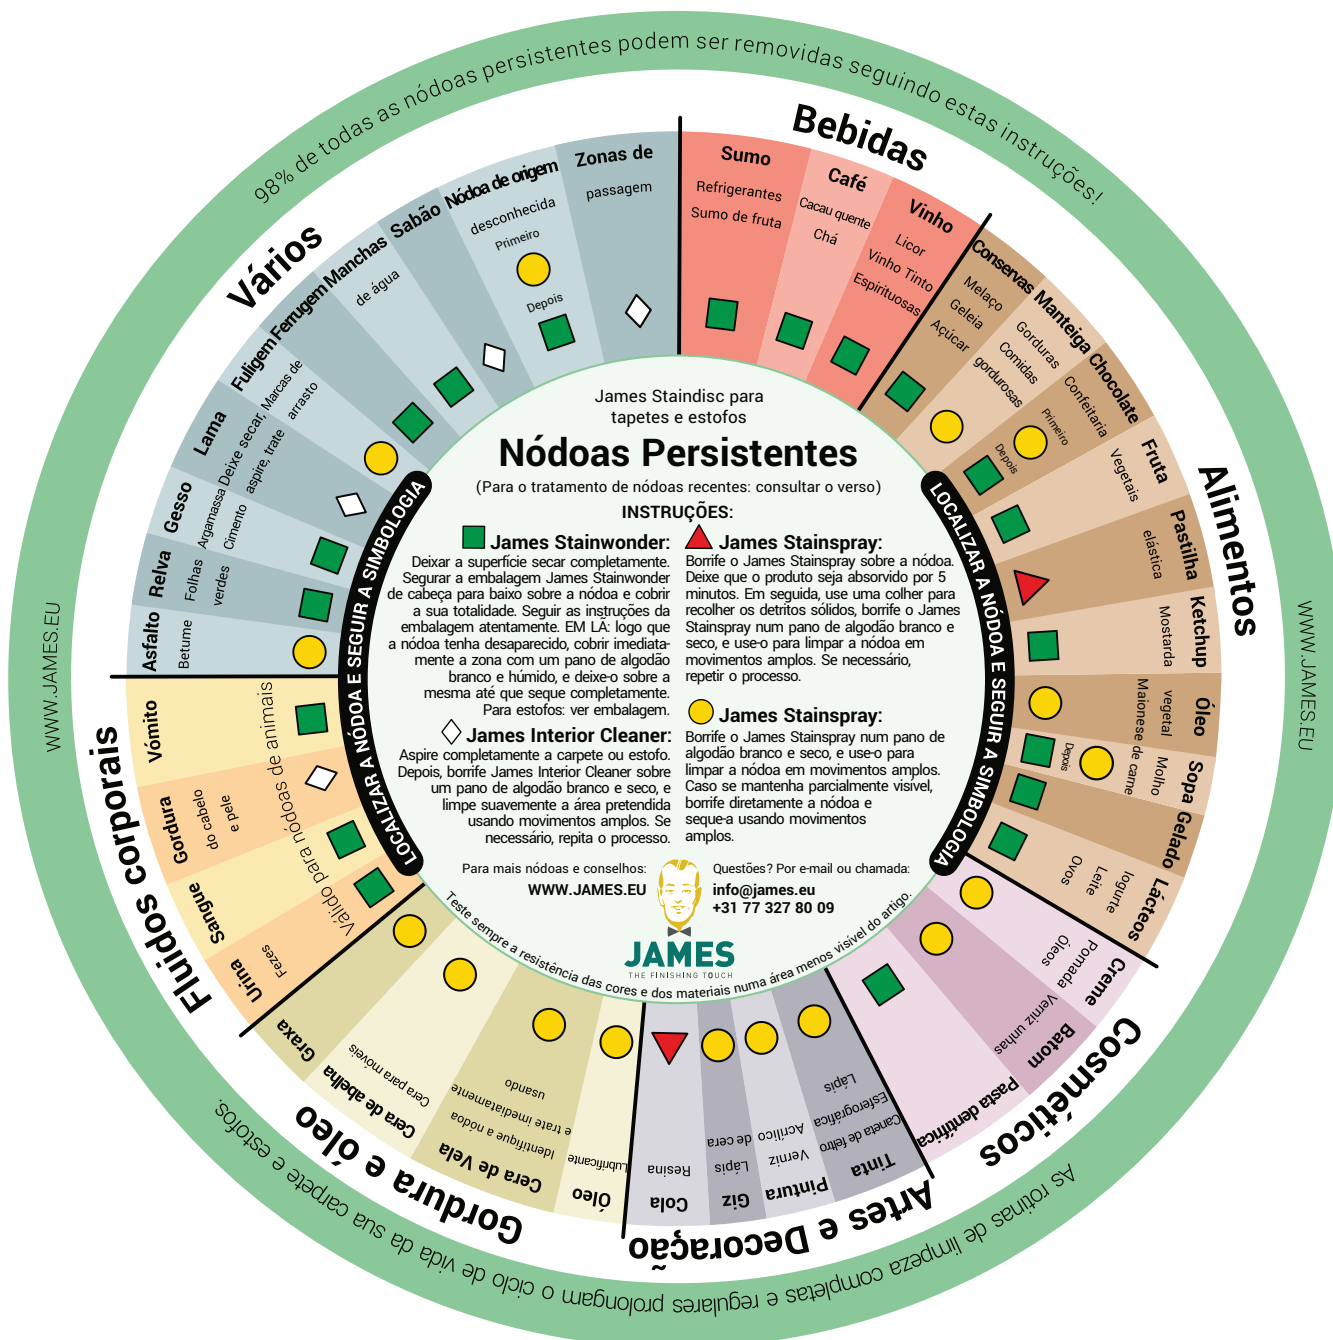 98% de todas as nódoas persistentes podem ser removidas seguindo estas instruções!
WWW.JAMES.EU
As rotinas de limpeza completas e regulares prolongam o ciclo de vida da sua carpete e estofos.
WWW.JAMES.EU
Bebidas
Sumo
Refrigerantes
Sumo de fruta
Café
Cacau quente
Chá
Vinho
Licor
Vinho Tinto
Espirituosas
Alimentos
Conservas
Melaço
Geleia
Açúcar
Manteiga
Gorduras
Comidas
gordurosas
Chocolate
Confeitaria
Primeiro
Depois
Fruta
Vegetais
Pastilha
elástica
Ketchup
Mostarda
Óleo
vegetal
Maionese
Sopa
Molho
de carne
Depois
Gelado
Lácteos
Iogurte
Leite
Ovos
Cosméticos
Creme
Pomada
Óleos
Batom
Verniz unhas
Pasta dentífrica
Artes e Decoração
Tinta
Caneta de feltro
Esferográfica
Lápis
Pintura
Verniz
Acrílico
Giz
Lápis
de cera
Cola
Resina
Gordura e óleo
Óleo
Lubrificante
Cera de Vela
Identifique a nódoa
e trate imediatamente
usando
Cera de abelha
Cera para móveis
Graxa
Fluidos corporais
Urina
Fezes
Sangue
Gordura
do cabelo
e pele
Vómito
Válido para nódoas de animais
Vários
Asfalto
Betume
Relva
Folhas
verdes
Gesso
Argamassa
Cimento
Lama
Deixe secar,
aspire, trate
Fuligem
Marcas de
arrasto
Ferrugem
Manchas
de água
Sabão
Nódoa de origem
desconhecida
Primeiro
Depois
Zonas de
passagem
LOCALIZAR A NÓDOA E SEGUIR A SIMBOLOGIA
LOCALIZAR A NÓDOA E SEGUIR A SIMBOLOGIA
James Staindisc para
tapetes e estofos
Nódoas Persistentes
(Para o tratamento de nódoas recentes: consultar o verso)
INSTRUÇÕES:
James Stainwonder:
Deixar a superfície secar completamente.
Segurar a embalagem James Stainwonder
de cabeça para baixo sobre a nódoa e cobrir
a sua totalidade. Seguir as instruções da
embalagem atentamente. EM LÃ: logo que
a nódoa tenha desaparecido, cobrir imediata-
mente a zona com um pano de algodão
branco e húmido, e deixe-o sobre a
mesma até que seque completamente.
Para estofos: ver embalagem.
James Interior Cleaner:
Aspire completamente a carpete ou estofo.
Depois, borrife James Interior Cleaner sobre
um pano de algodão branco e seco, e
limpe suavemente a área pretendida
usando movimentos amplos. Se
necessário, repita o processo.
James Stainspray:
Borrife o James Stainspray sobre a nódoa.
Deixe que o produto seja absorvido por 5
minutos. Em seguida, use uma colher para
recolher os detritos sólidos, borrife o James
Stainspray num pano de algodão branco e
seco, e use-o para limpar a nódoa em
movimentos amplos. Se necessário,
repetir o processo.
James Stainspray:
Borrife o James Stainspray num pano de
algodão branco e seco, e use-o para
limpar a nódoa em movimentos amplos.
Caso se mantenha parcialmente visível,
borrife diretamente a nódoa e
seque-a usando movimentos
amplos.
Para mais nódoas e conselhos:
WWW.JAMES.EU
Questões? Por e-mail ou chamada:
info@james.eu
+31 77 327 80 09
JAMES
THE FINISHING TOUCH
Teste sempre a resistência das cores e dos materiais numa área menos visível do artigo.